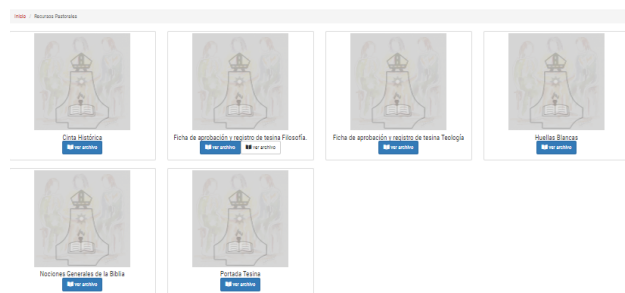 Inicio / Recursos Pastorales
Cinta Histórica
ver archivo
Ficha de aprobación y registro de tesina Filosofía.
ver archivo
ver archivo
Ficha de aprobación y registro de tesina Teología
ver archivo
Huellas Blancas
ver archivo
Nociones Generales de la Biblia
ver archivo
Portada Tesina
ver archivo